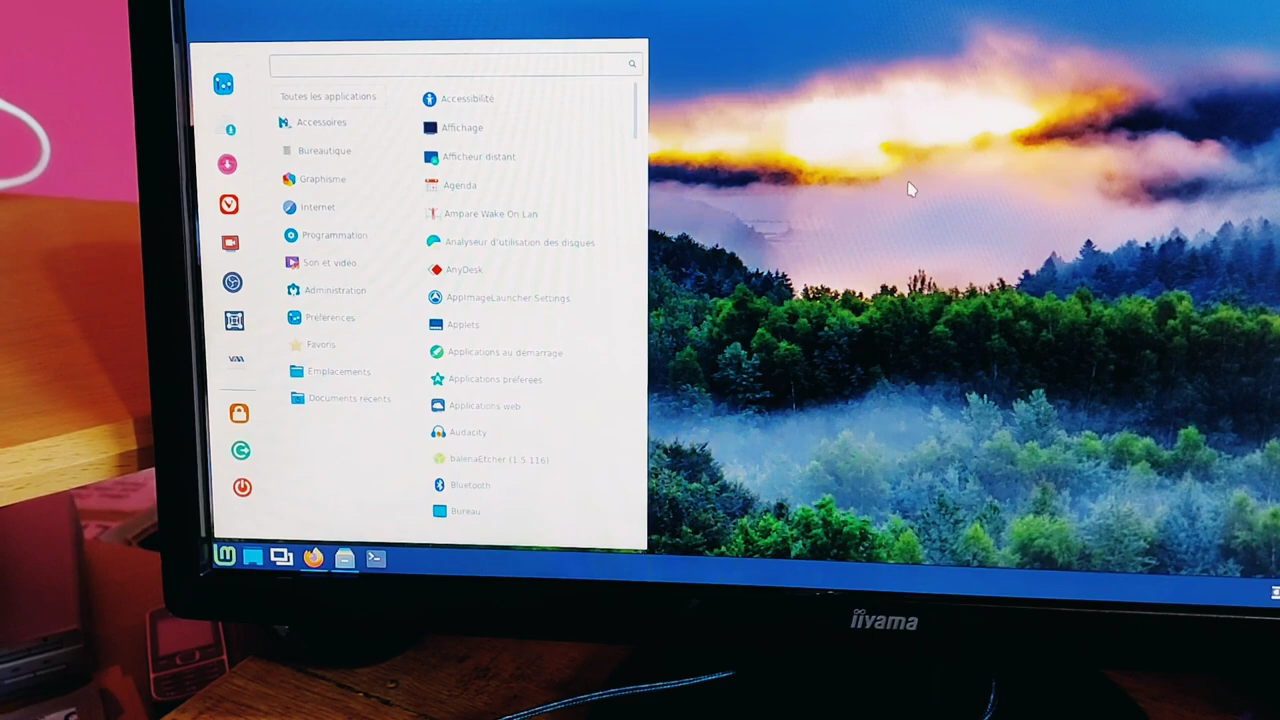 Toutes les applications
Accessoires
Bureautique
Graphisme
Internet
Programmation
Son et vidéo
Administration
Préférences
Favoris
Emplacements
Documents récents
Accessibilité
Affichage
Afficheur distant
Agenda
Ampare Wake On Lan
Analyseur d'utilisation des disques
AnyDesk
AppImageLauncher Settings
Applets
Applications au démarrage
Applications préférées
Applications web
Audacity
balenaEtcher (1.5.116)
Bluetooth
Bureau
iiyama